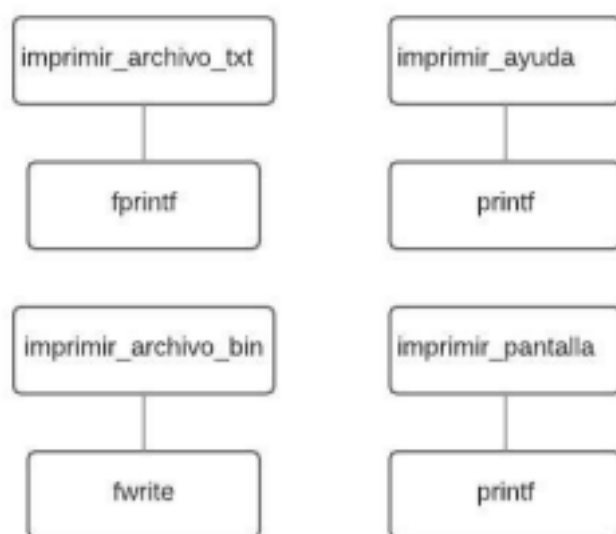 imprimir_archivo_txt
imprimir_ayuda
fprintf
printf
imprimir_archivo_bin
imprimir_pantalla
fwrite
printf